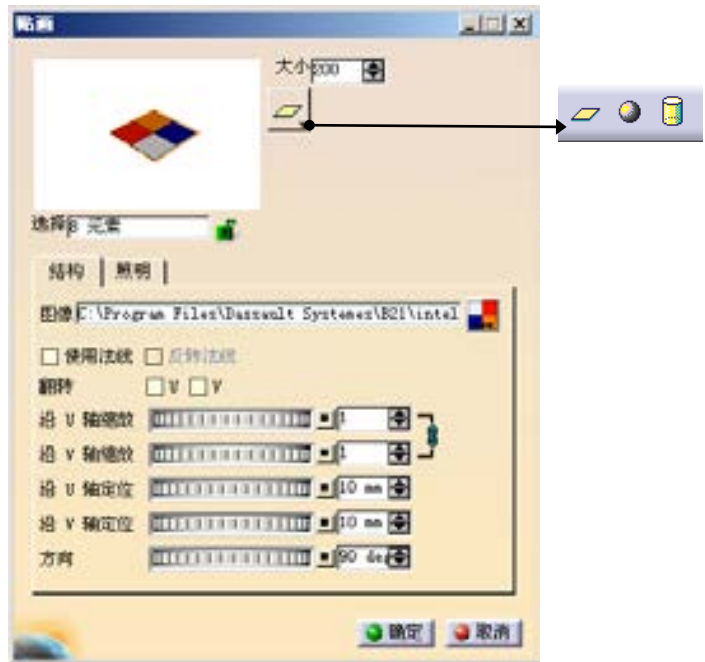 贴画
大小 200
选择 8 元素
结构 照明
图像 C:\Program Files\Dassault Systemes\B21\intel
使用法线 反转法线
翻转 U V
沿 U 轴缩放 1
沿 V 轴缩放 1
沿 U 轴定位 10 mm
沿 V 轴定位 10 mm
方向 90 deg
确定 取消